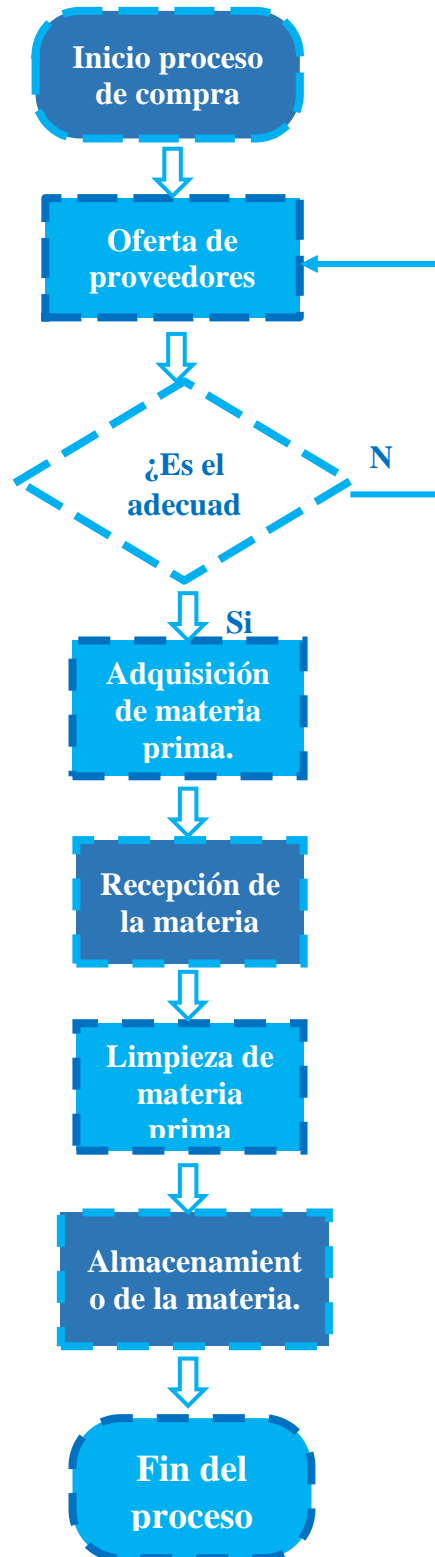 Inicio proceso
de compra
Oferta de
proveedores
¿Es el
adecuad
N
Si
Adquisición
de materia
prima.
Recepción de
la materia
Limpieza de
materia
prima
Almacenamient
o de la materia.
Fin del
proceso